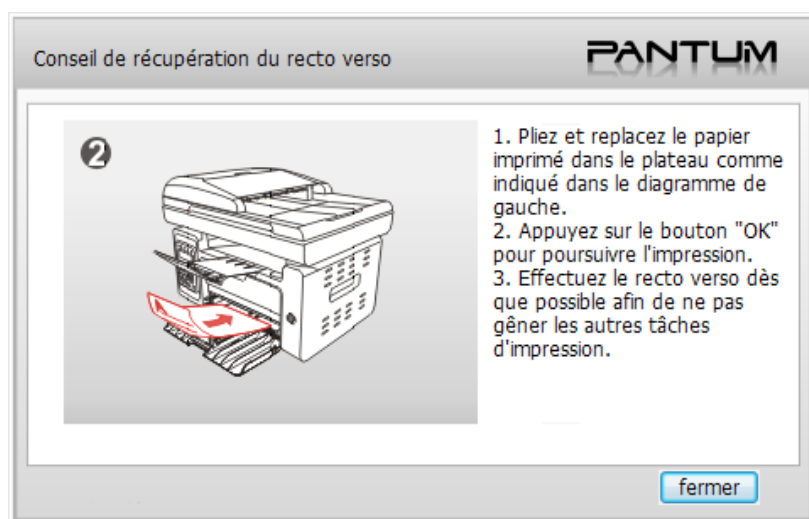 Conseil de récupération du recto verso
PANTUM
2
1. Pliez et replacez le papier
imprimé dans le plateau comme
indiqué dans le diagramme de
gauche.
2. Appuyez sur le bouton "OK"
pour poursuivre l'impression.
3. Effectuez le recto verso dès
que possible afin de ne pas
gêner les autres tâches
d'impression.
fermer